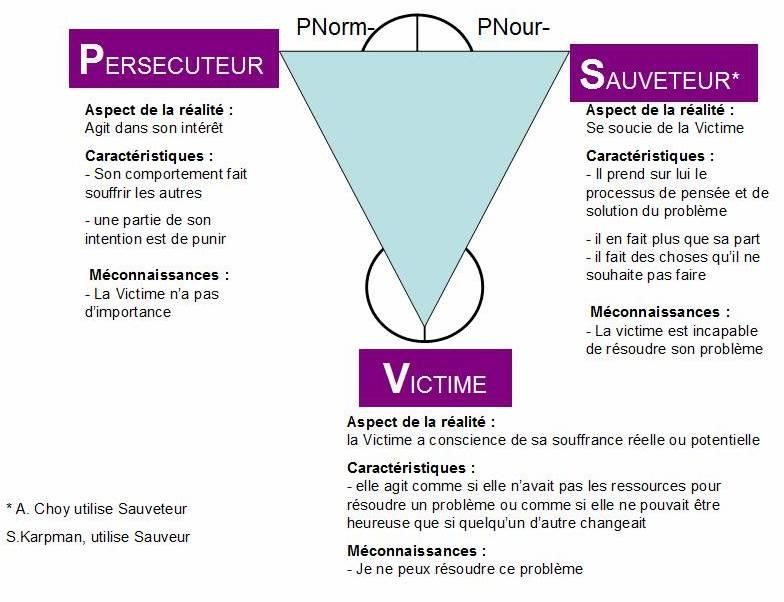 PNorm-
PNour-
PERSECUTEUR
Aspect de la réalité :
Agit dans son intérêt
Caractéristiques :
- Son comportement fait
souffrir les autres
- une partie de son
intention est de punir
Méconnaissances :
- La Victime n'a pas
d'importance
SAUVETEUR*
Aspect de la réalité :
Se soucie de la Victime
Caractéristiques :
- Il prend sur lui le
processus de pensée et de
solution du problème
- il en fait plus que sa part
- il fait des choses qu'il ne
souhaite pas faire
Méconnaissances :
- La victime est incapable
de résoudre son problème
VICTIME
Aspect de la réalité :
la Victime a conscience de sa souffrance réelle ou potentielle
Caractéristiques :
- elle agit comme si elle n'avait pas les ressources pour
résoudre un problème ou comme si elle ne pouvait être
heureuse que si quelqu'un d'autre changeait
Méconnaissances :
- Je ne peux résoudre ce problème
* A. Choy utilise Sauveteur
S.Karpman, utilise Sauveur